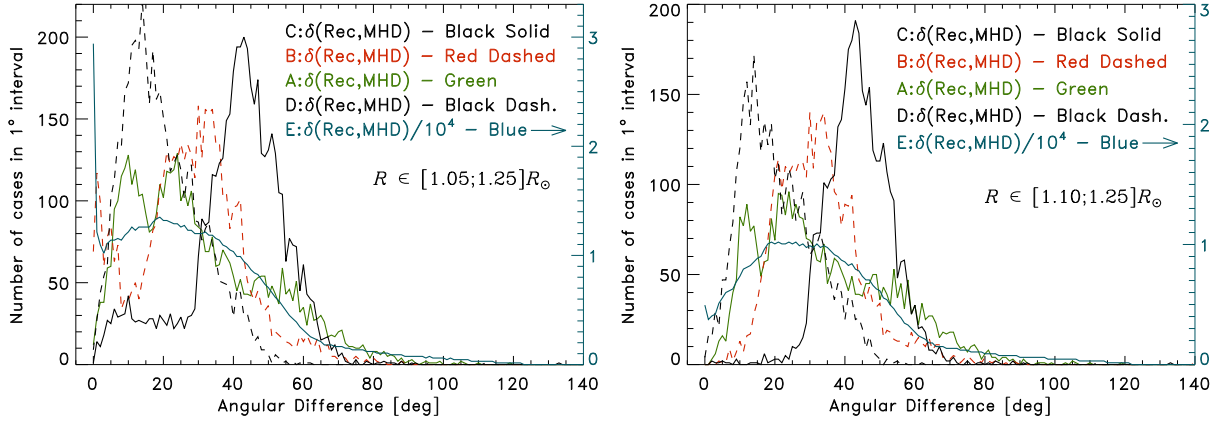 C:δ(Rec,MHD) – Black Solid
B:δ(Rec,MHD) – Red Dashed
A:δ(Rec,MHD) – Green
D:δ(Rec,MHD) – Black Dash.
E:δ(Rec,MHD)/10⁴ – Blue
R ∈ [1.05;1.25]R☉
Number of cases in 1° interval
200
150
100
50
0
3
2
1
0
0 20 40 60 80 100 120 140
Angular Difference [deg]
C:δ(Rec,MHD) – Black Solid
B:δ(Rec,MHD) – Red Dashed
A:δ(Rec,MHD) – Green
D:δ(Rec,MHD) – Black Dash.
E:δ(Rec,MHD)/10⁴ – Blue
R ∈ [1.10;1.25]R☉
Number of cases in 1° interval
200
150
100
50
0
3
2
1
0
0 20 40 60 80 100 120 140
Angular Difference [deg]